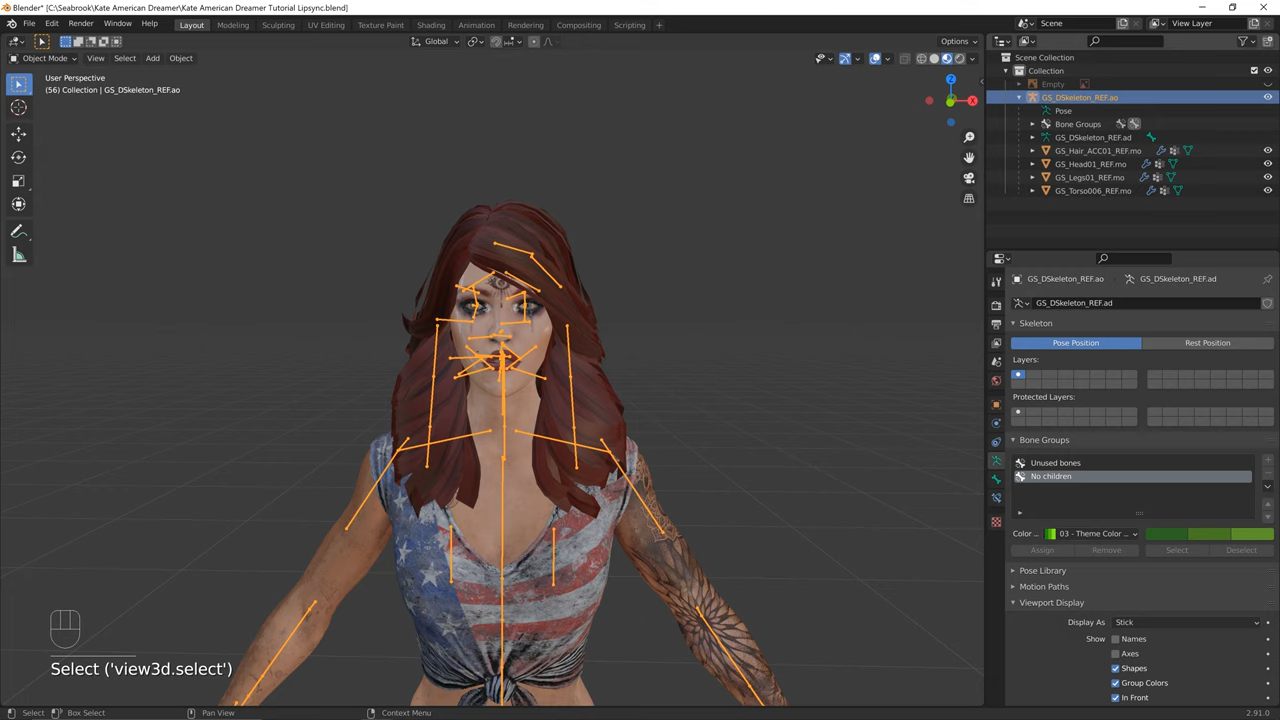 Blender* [C:\Seabrook\Kate American Dreamer\Kate American Dreamer Tutorial Lipsync.blend]
File Edit Render Window Help Layout Modeling Sculpting UV Editing Texture Paint Shading Animation Rendering Compositing Scripting + Scene View Layer
Global Options
Object Mode View Select Add Object
User Perspective
(56) Collection | GS_DSkeleton_REF.ao
Z
X
Scene Collection
Collection
Empty
GS_DSkeleton_REF.ao
Pose
Bone Groups
GS_DSkeleton_REF.ad
GS_Hair_ACC01_REF.mo
GS_Head01_REF.mo
GS_Legs01_REF.mo
GS_Torso006_REF.mo
GS_DSkeleton_REF.ao GS_DSkeleton_REF.ad
GS_DSkeleton_REF.ad
Skeleton
Pose Position Rest Position
Layers:
Protected Layers:
Bone Groups
Unused bones
No children
Color ... 03 - Theme Color ...
Assign Remove Select Deselect
Pose Library
Motion Paths
Viewport Display
Display As Stick
Show Names
Axes
Shapes
Group Colors
In Front
Select ('view3d.select')
Select Box Select Pan View Context Menu 2.91.0